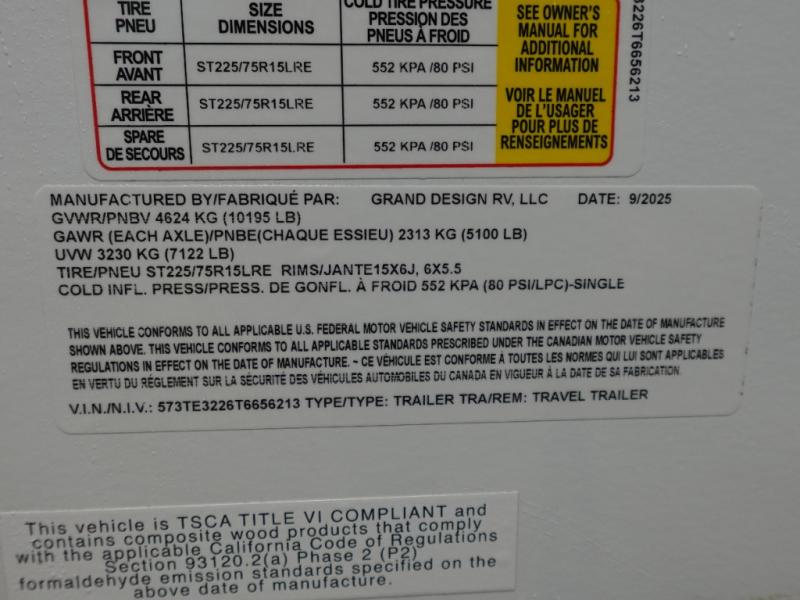 TIRE SIZE COLD TIRE PRESSURE SEE OWNER'S
PNEU DIMENSIONS PRESSION DES PNEUS À FROID MANUAL FOR
ADDITIONAL
INFORMATION
FRONT AVANT ST225/75R15LRE 552 KPA /80 PSI
REAR ARRIÈRE ST225/75R15LRE 552 KPA /80 PSI
SPARE DE SECOURS ST225/75R15LRE 552 KPA /80 PSI
VOIR LE MANUEL
DE L'USAGER
POUR PLUS DE
RENSEIGNEMENTS
3226T6656213
MANUFACTURED BY/FABRIQUÉ PAR: GRAND DESIGN RV, LLC DATE: 9/2025
GVWR/PNBV 4624 KG (10195 LB)
GAWR (EACH AXLE)/PNBE(CHAQUE ESSIEU) 2313 KG (5100 LB)
UVW 3230 KG (7122 LB)
TIRE/PNEU ST225/75R15LRE RIMS/JANTE15X6J, 6X5.5
COLD INFL. PRESS/PRESS. DE GONFL. À FROID 552 KPA (80 PSI/LPC)-SINGLE
THIS VEHICLE CONFORMS TO ALL APPLICABLE U.S. FEDERAL MOTOR VEHICLE SAFETY STANDARDS IN EFFECT ON THE DATE OF MANUFACTURE
SHOWN ABOVE. THIS VEHICLE CONFORMS TO ALL APPLICABLE STANDARDS PRESCRIBED UNDER THE CANADIAN MOTOR VEHICLE SAFETY
REGULATIONS IN EFFECT ON THE DATE OF MANUFACTURE. ~ CE VÉHICULE EST CONFORME À TOUTES LES NORMES QUI LUI SONT APPLICABLES
EN VERTU DU RÈGLEMENT SUR LA SÉCURITÉ DES VÉHICULES AUTOMOBILES DU CANADA EN VIGUEUR À LA DATE DE SA FABRICATION.
V.I.N./N.I.V.: 573TE3226T6656213 TYPE/TYPE: TRAILER TRA/REM: TRAVEL TRAILER
This vehicle is TSCA TITLE VI COMPLIANT and
contains composite wood products that comply
with the applicable California Code of Regulations
Section 93120.2(a) Phase 2 (P2)
formaldehyde emission standards specified on the
above date of manufacture.